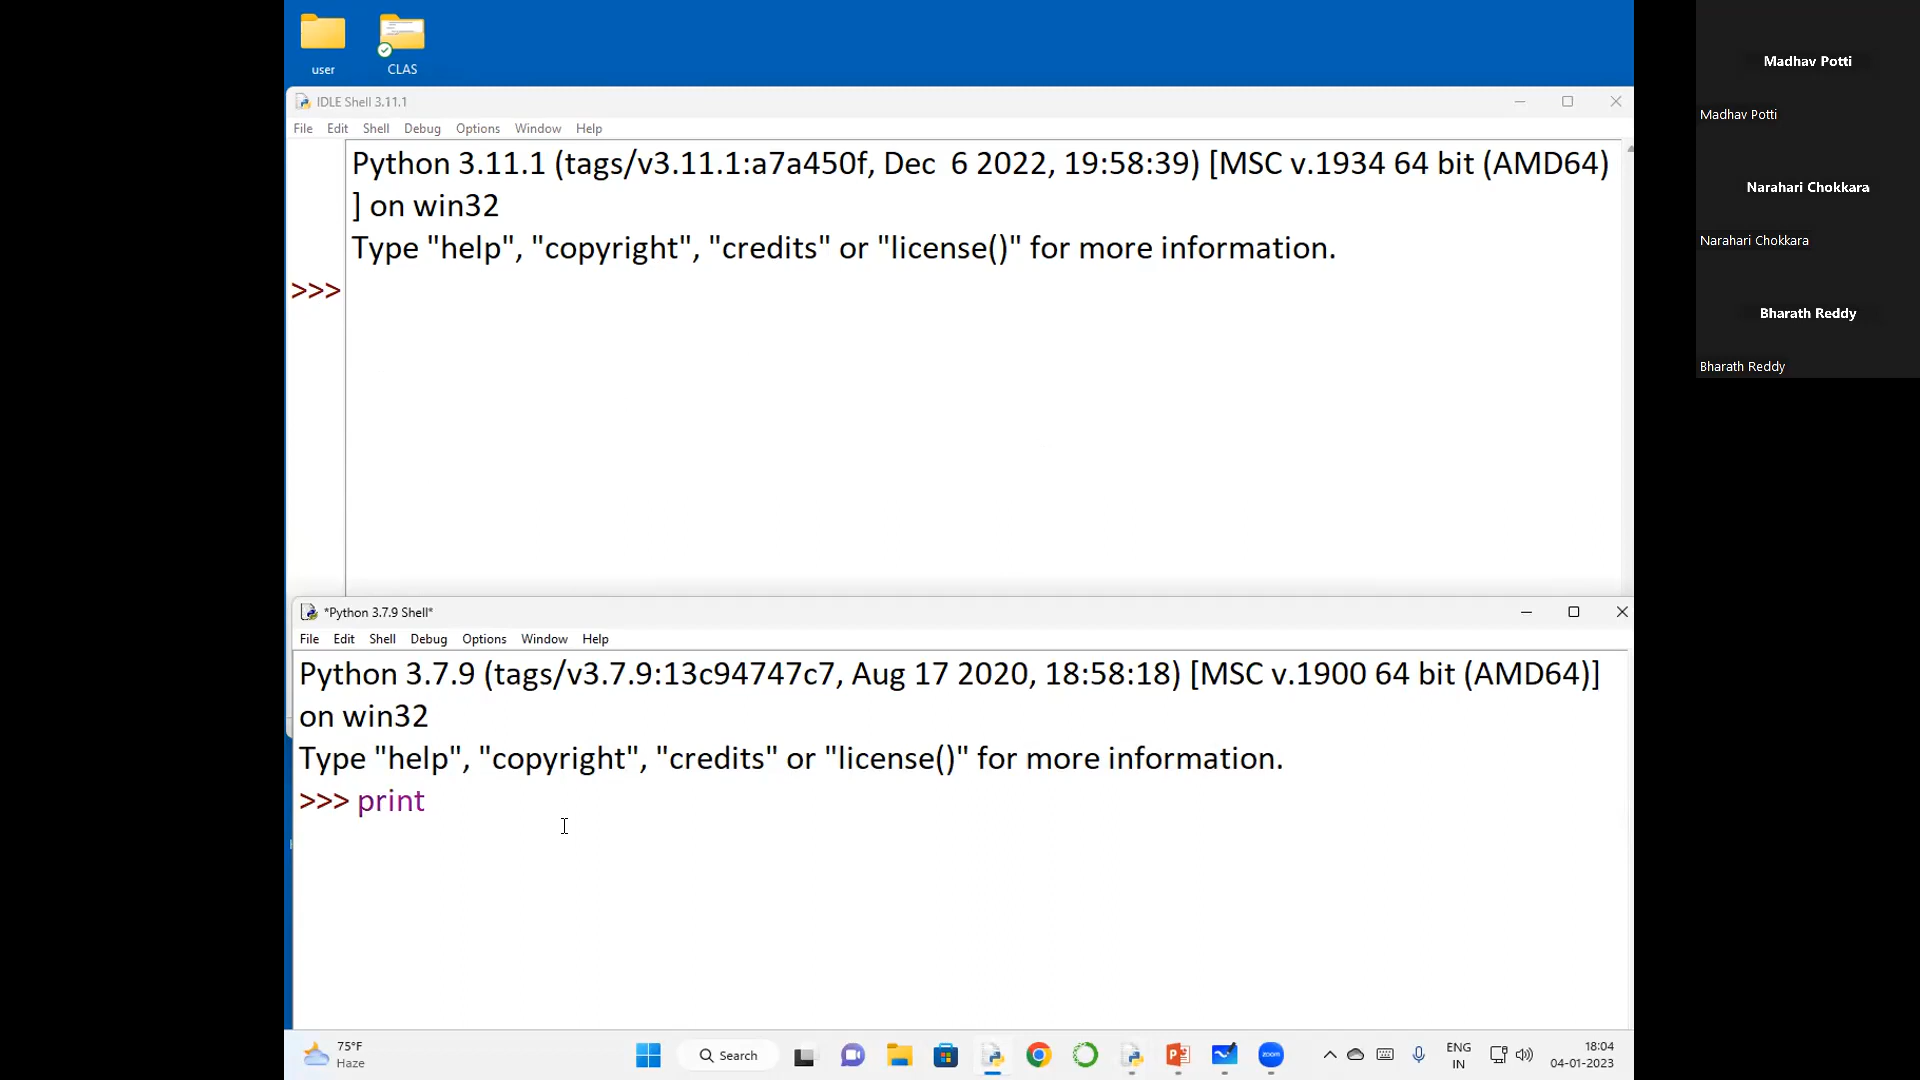 user
CLAS
IDLE Shell 3.11.1
File Edit Shell Debug Options Window Help
Python 3.11.1 (tags/v3.11.1:a7a450f, Dec  6 2022, 19:58:39) [MSC v.1934 64 bit (AMD64)
] on win32
Type "help", "copyright", "credits" or "license()" for more information.
>>>
*Python 3.7.9 Shell*
File Edit Shell Debug Options Window Help
Python 3.7.9 (tags/v3.7.9:13c94747c7, Aug 17 2020, 18:58:18) [MSC v.1900 64 bit (AMD64)]
on win32
Type "help", "copyright", "credits" or "license()" for more information.
>>> print
75°F
Haze
Search
zoom
ENG
IN
18:04
04-01-2023
Madhav Potti
Madhav Potti
Narahari Chokkara
Narahari Chokkara
Bharath Reddy
Bharath Reddy